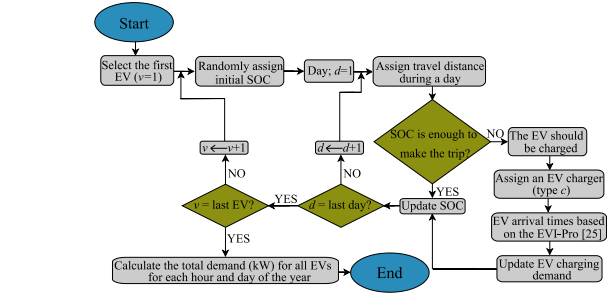 Start
Select the first
EV (v=1)
Randomly assign
initial SOC
Day; d=1
Assign travel distance
during a day
SOC is enough to
make the trip?
NO
The EV should
be charged
Assign an EV charger
(type c)
EV arrival times based
on the EVI-Pro [25]
Update EV charging
demand
YES
Update SOC
d = last day?
NO
d ⟵ d+1
YES
v = last EV?
NO
v ⟵ v+1
YES
Calculate the total demand (kW) for all EVs
for each hour and day of the year
End